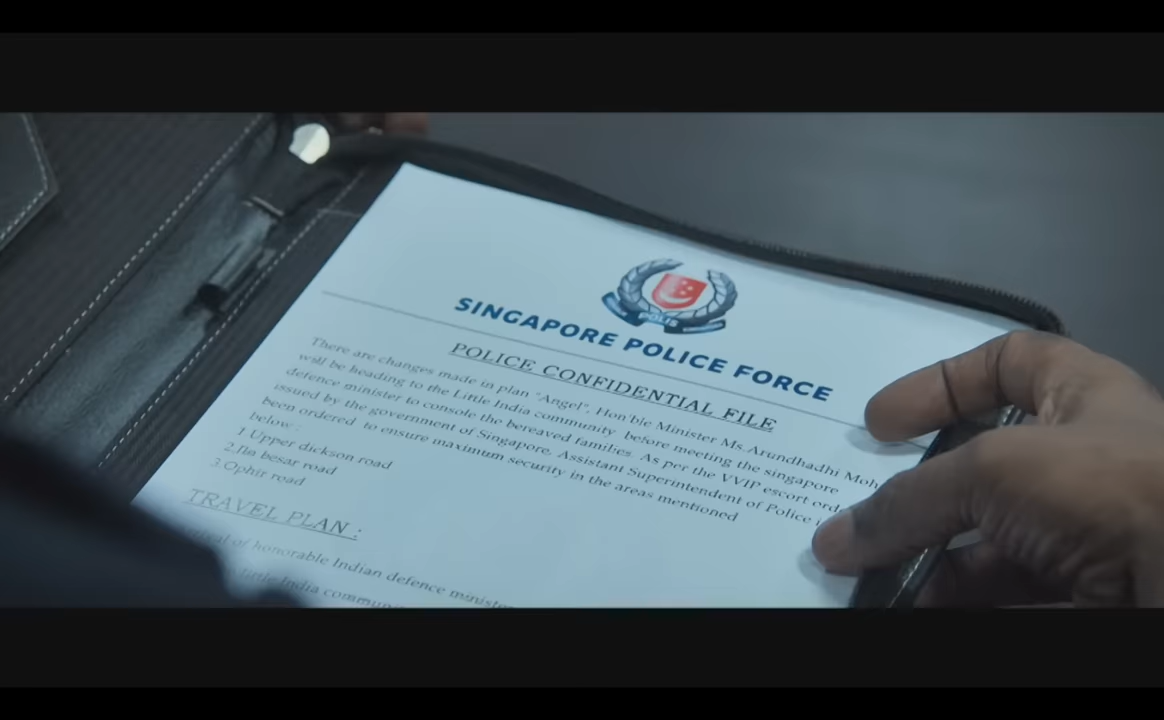 POLIS
SINGAPORE POLICE FORCE
POLICE CONFIDENTIAL FILE
There are changes made in plan "Angel", Hon'ble Minister Ms.Arundhadhi Moh
will be heading to the Little India community before meeting the singapore
defence minister to console the bereaved families. As per the VVIP escort ord
issued by the government of Singapore, Assistant Superintendent of Police i
been ordered to ensure maximum security in the areas mentioned
below :
1.Upper dickson road
2.Jla besar road
3.Ophir road
TRAVEL PLAN :
of honorable Indian defence minister
Little India